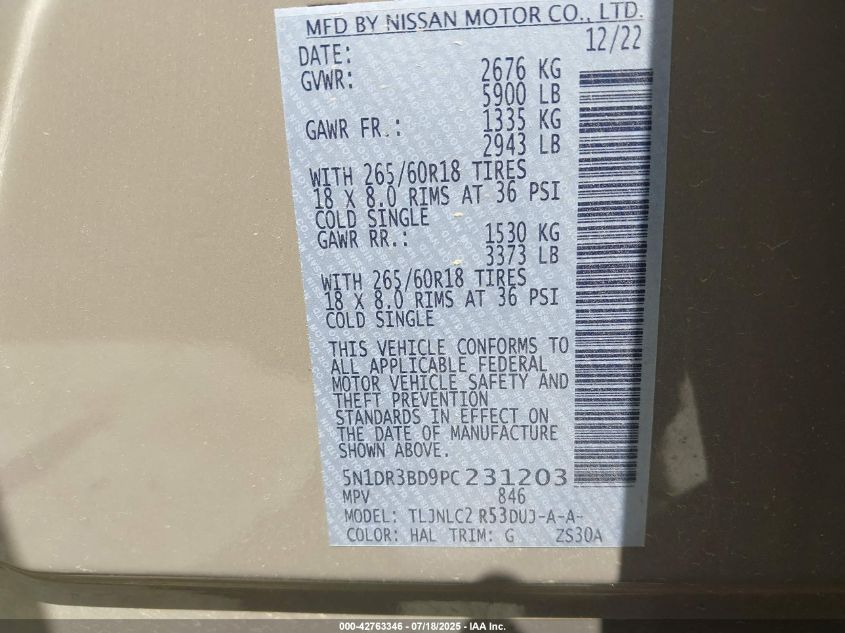 MFD BY NISSAN MOTOR CO., LTD.
DATE: 12/22
GVWR: 2676 KG
5900 LB
GAWR FR.: 1335 KG
2943 LB
WITH 265/60R18 TIRES
18 X 8.0 RIMS AT 36 PSI
COLD SINGLE
GAWR RR.: 1530 KG
3373 LB
WITH 265/60R18 TIRES
18 X 8.0 RIMS AT 36 PSI
COLD SINGLE
THIS VEHICLE CONFORMS TO
ALL APPLICABLE FEDERAL
MOTOR VEHICLE SAFETY AND
THEFT PREVENTION
STANDARDS IN EFFECT ON
THE DATE OF MANUFACTURE
SHOWN ABOVE.
5N1DR3BD9PC231203
MPV 846
MODEL: TLJNLC2 R53DUJ-A-A-
COLOR: HAL TRIM: G ZS30A
000-42763346 - 07/18/2025 - IAA Inc.